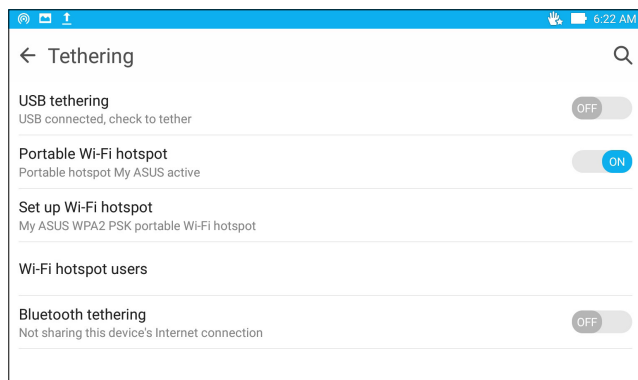 6:22 AM
Tethering
USB tethering
OFF
USB connected, check to tether
Portable Wi-Fi hotspot
ON
Portable hotspot My ASUS active
Set up Wi-Fi hotspot
My ASUS WPA2 PSK portable Wi-Fi hotspot
Wi-Fi hotspot users
Bluetooth tethering
OFF
Not sharing this device's Internet connection